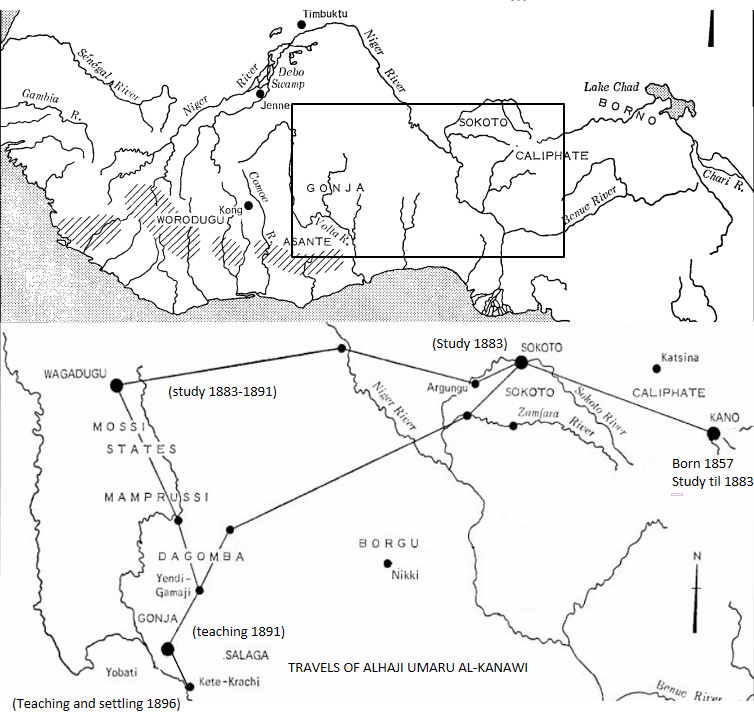 Timbuktu
Sénégal River
Niger River
Debo
Swamp
Niger River
Gambia R.
Jenne
Lake Chad
BORNO
SOKOTO
CALIPHATE
Chari R.
GONJA
Comoe R.
Kong
WORODUGU
Volta R.
ASANTE
Benue River
(Study 1883)
SOKOTO
Katsina
WAGADUGU
(study 1883-1891)
Argungu
SOKOTO
CALIPHATE
Niger River
Sokoto River
Zamfara River
KANO
MOSSI
STATES
Born 1857
Study til 1883
MAMPRUSSI
DAGOMBA
BORGU
Nikki
N
Yendi-
Gamaji
GONJA
(teaching 1891)
.SALAGA
TRAVELS OF ALHAJI UMARU AL-KANAWI
Yobati
Kete-Krachi
Benue River
(Teaching and settling 1896)